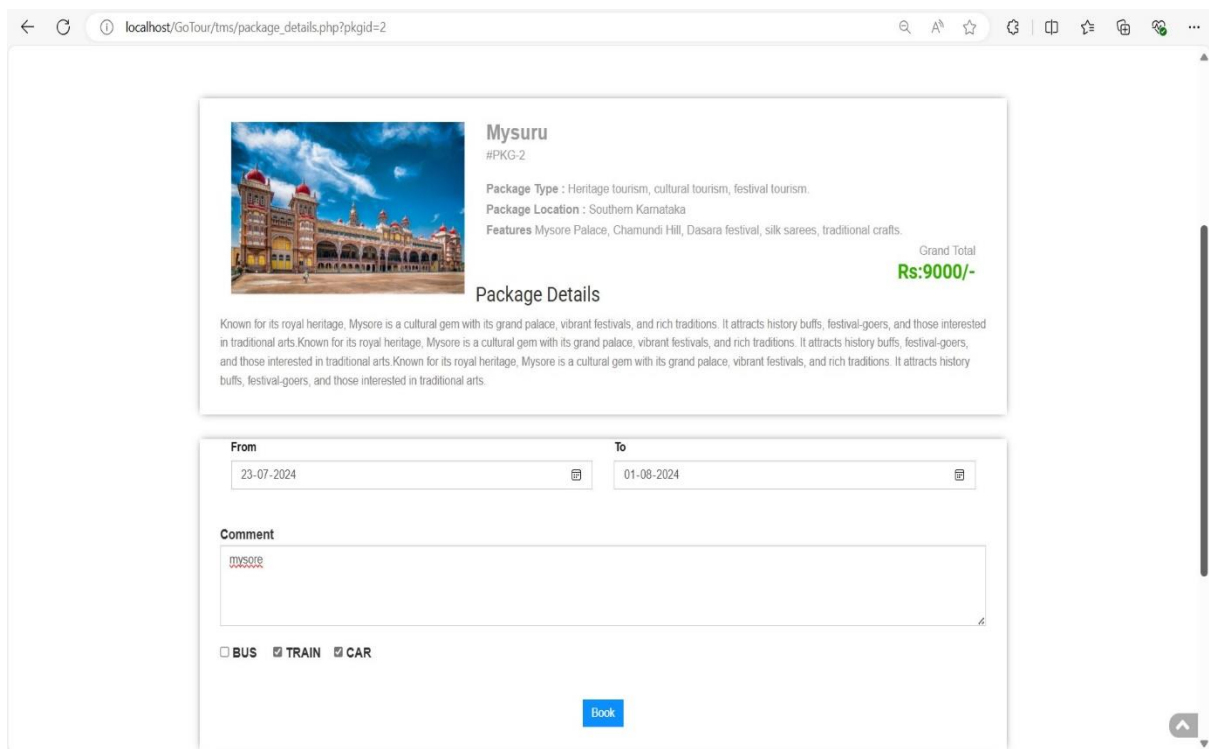 localhost/GoTour/tms/package_details.php?pkgid=2
Mysuru
#PKG-2
Package Type : Heritage tourism, cultural tourism, festival tourism.
Package Location : Southern Karnataka
Features Mysore Palace, Chamundi Hill, Dasara festival, silk sarees, traditional crafts.
Grand Total
Rs:9000/-
Package Details
Known for its royal heritage, Mysore is a cultural gem with its grand palace, vibrant festivals, and rich traditions. It attracts history buffs, festival-goers, and those interested
in traditional arts.Known for its royal heritage, Mysore is a cultural gem with its grand palace, vibrant festivals, and rich traditions. It attracts history buffs, festival-goers,
and those interested in traditional arts.Known for its royal heritage, Mysore is a cultural gem with its grand palace, vibrant festivals, and rich traditions. It attracts history
buffs, festival-goers, and those interested in traditional arts.
From To
23-07-2024 01-08-2024
Comment
mysore
BUS TRAIN CAR
Book